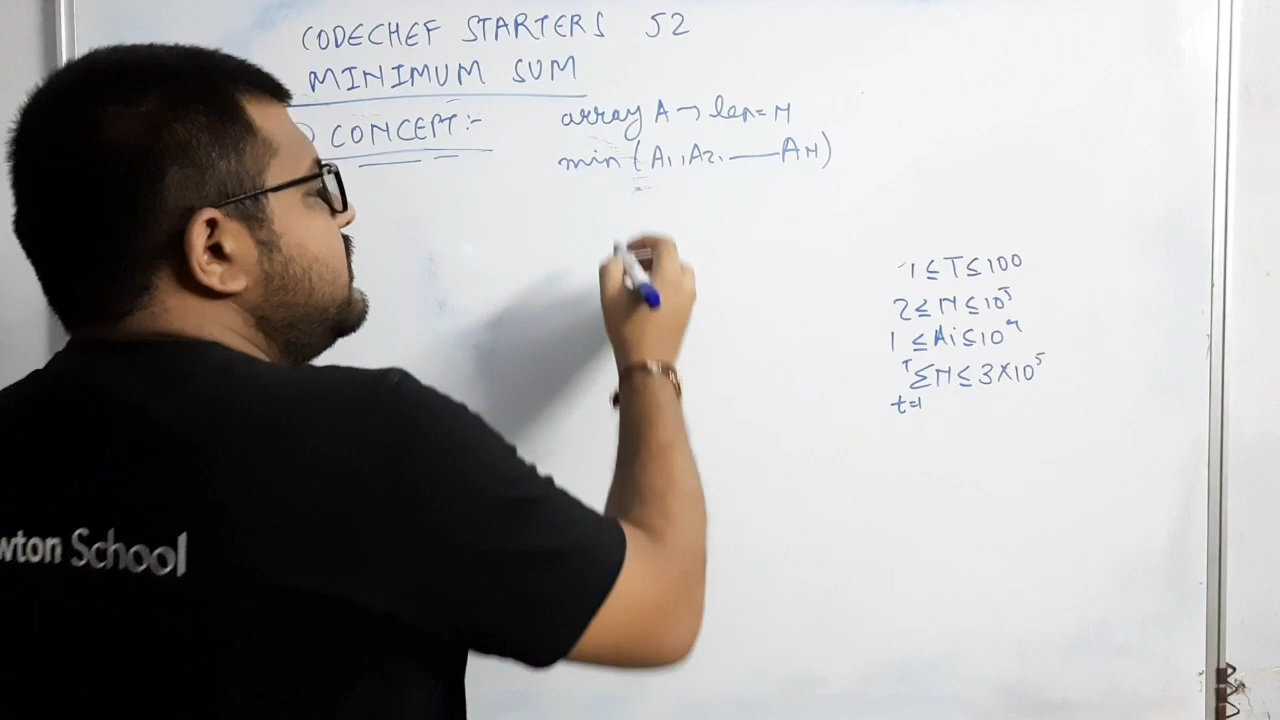 CODECHEF STARTERS 52
MINIMUM SUM
CONCEPT:-
array A → len = N
min (A1, A2, — AN)
1 ≤ T ≤ 100
2 ≤ N ≤ 10^5
1 ≤ Ai ≤ 10^9
T
∑ N ≤ 3 X 10^5
t=1
wton School